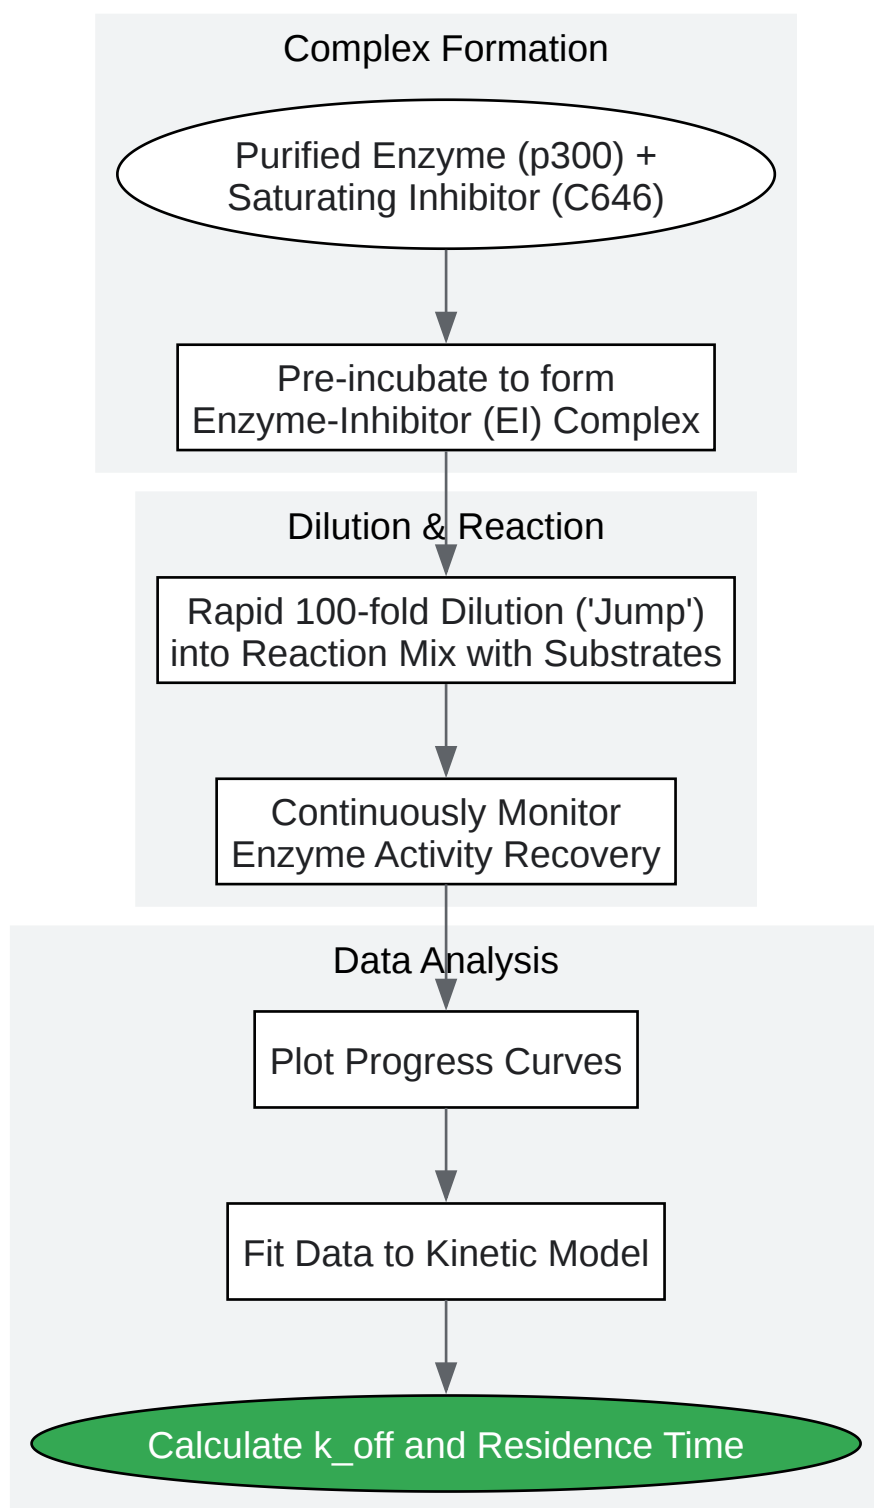 Complex Formation
Purified Enzyme (p300) +
Saturating Inhibitor (C646)
Pre-incubate to form
Enzyme-Inhibitor (EI) Complex
Dilution & Reaction
Rapid 100-fold Dilution ('Jump')
into Reaction Mix with Substrates
Continuously Monitor
Enzyme Activity Recovery
Data Analysis
Plot Progress Curves
Fit Data to Kinetic Model
Calculate k_off and Residence Time